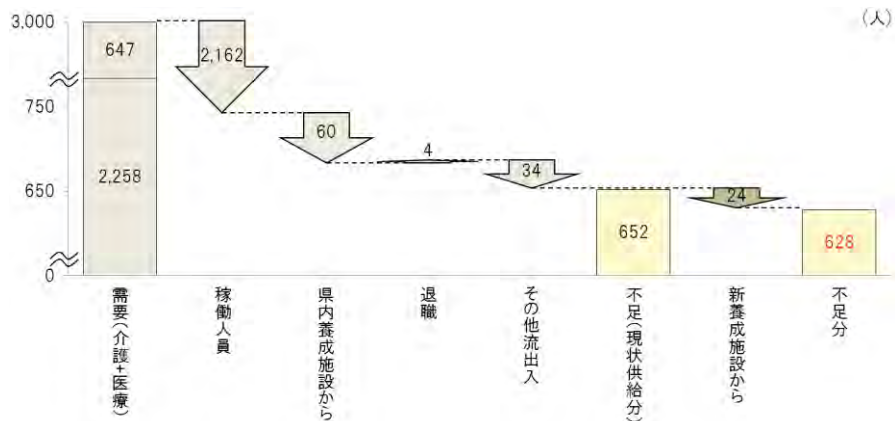 (人)
3,000
647
2,162
750
60
4
34
2,258
650
652
24
628
0
需要(介護+医療)
稼働人員
県内養成施設から
退職
その他流出入
不足(現状供給分)
新養成施設から
不足分